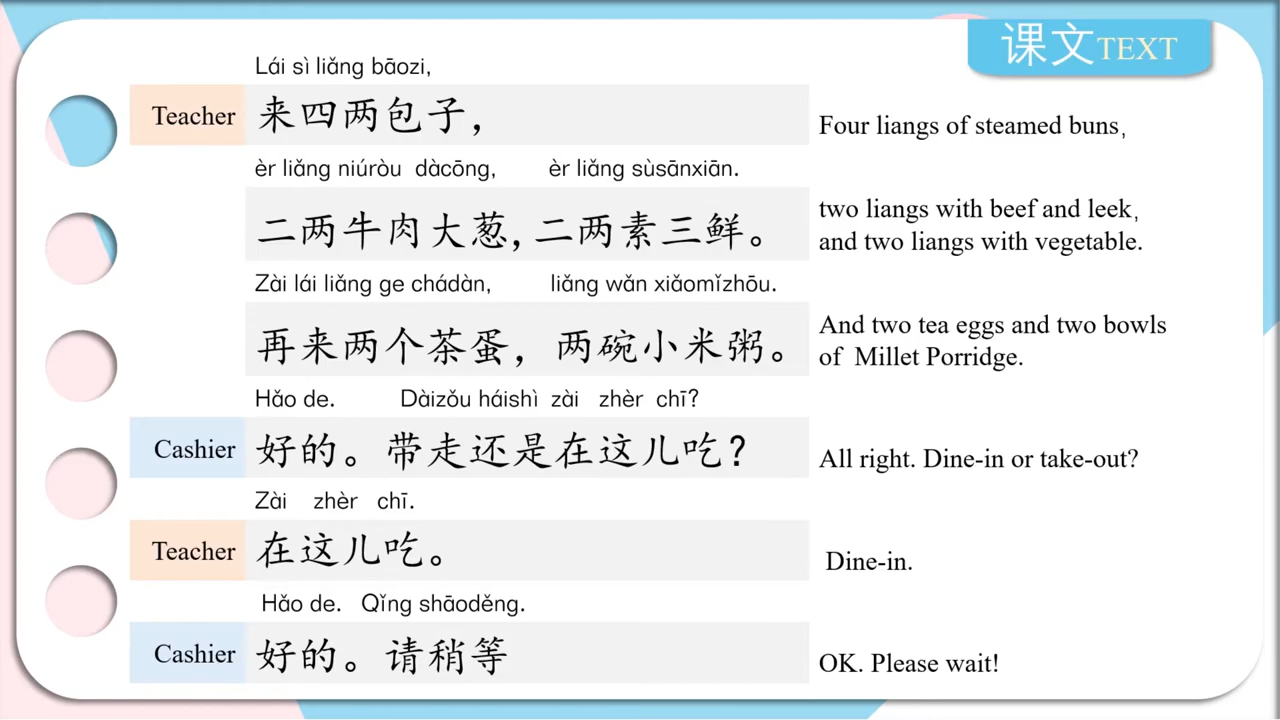 课文TEXT
Lái sì liǎng bāozi,
Teacher 来四两包子， Four liangs of steamed buns,
èr liǎng niúròu dàcōng, èr liǎng sùsānxiān.
二两牛肉大葱，二两素三鲜。 two liangs with beef and leek,
and two liangs with vegetable.
Zài lái liǎng ge chádàn, liǎng wǎn xiǎomǐzhōu.
再来两个茶蛋，两碗小米粥。 And two tea eggs and two bowls
of Millet Porridge.
Hǎo de. Dàizǒu háishì zài zhèr chī?
Cashier 好的。带走还是在这儿吃？ All right. Dine-in or take-out?
Zài zhèr chī.
Teacher 在这儿吃。 Dine-in.
Hǎo de. Qǐng shāoděng.
Cashier 好的。请稍等 OK. Please wait!